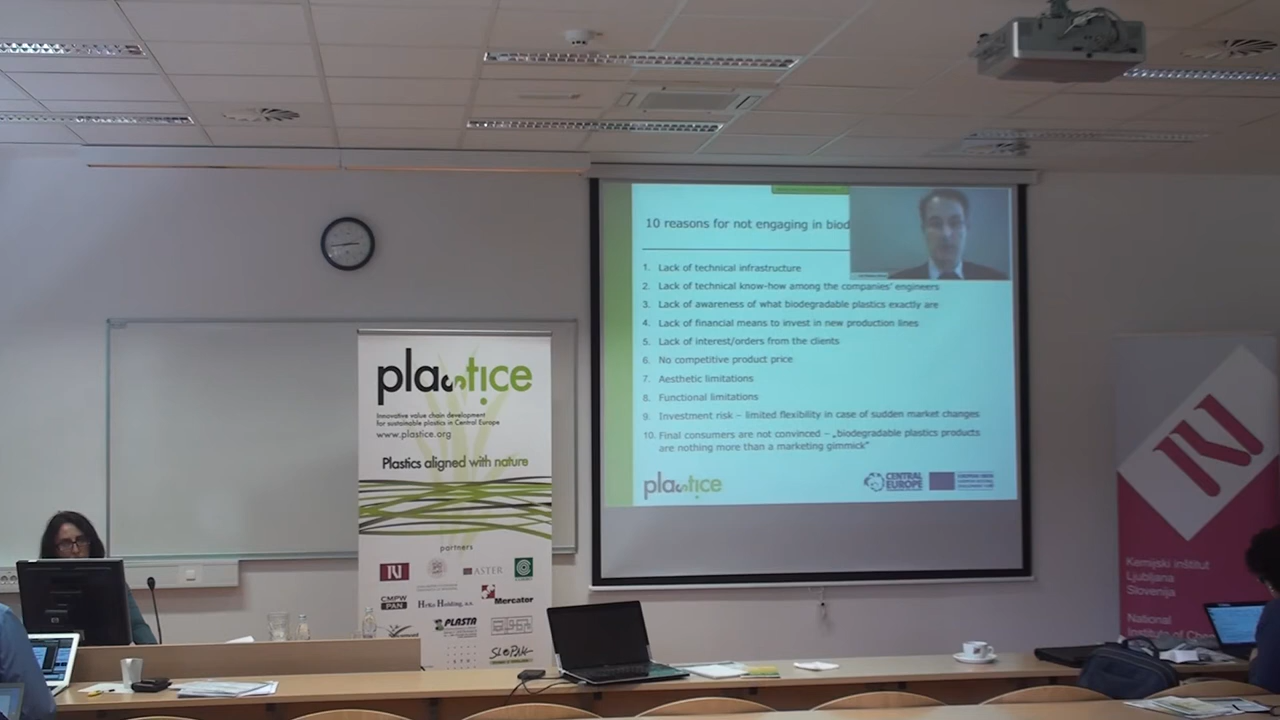 plastice
Innovative value chain development
for sustainable plastics in Central Europe
www.plastice.org
Plastics aligned with nature
partners
ASTER
CMPW
PAN
Mercator
PLASTA
10 reasons for not engaging in
1. Lack of technical infrastructure
2. Lack of technical know-how among the companies' engineers
3. Lack of awareness of what biodegradable plastics exactly are
4. Lack of financial means to invest in new production lines
5. Lack of interest/orders from the clients
6. No competitive product price
7. Aesthetic limitations
8. Functional limitations
9. Investment risk – limited flexibility in case of sudden market changes
10. Final consumers are not convinced – „biodegradable plastics products
are nothing more than a marketing gimmick"
plastice
CENTRAL
EUROPE
Kemijski inštitut
Ljubljana
Slovenija
National